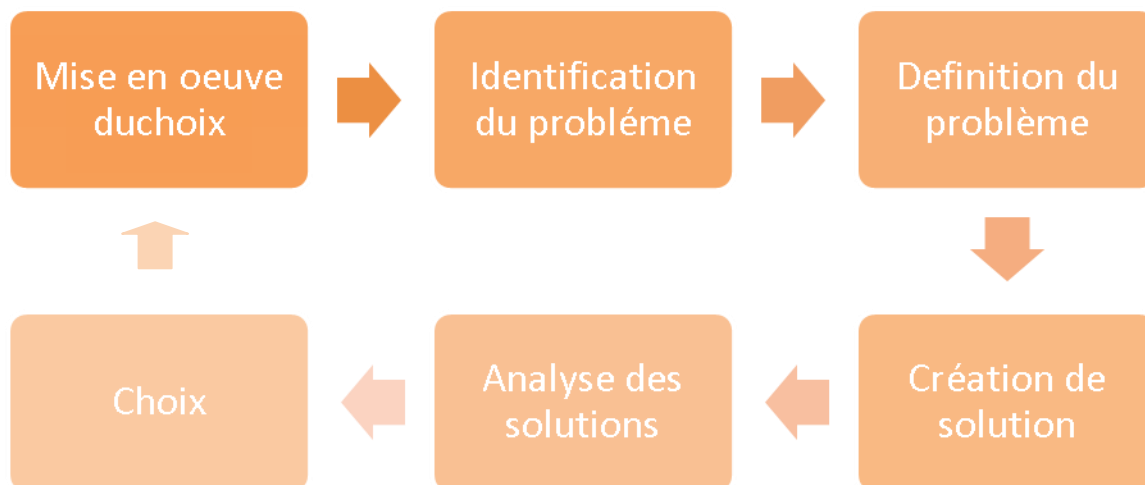 Mise en oeuve
duchoix
Identification
du probléme
Definition du
problème
Création de
solution
Analyse des
solutions
Choix